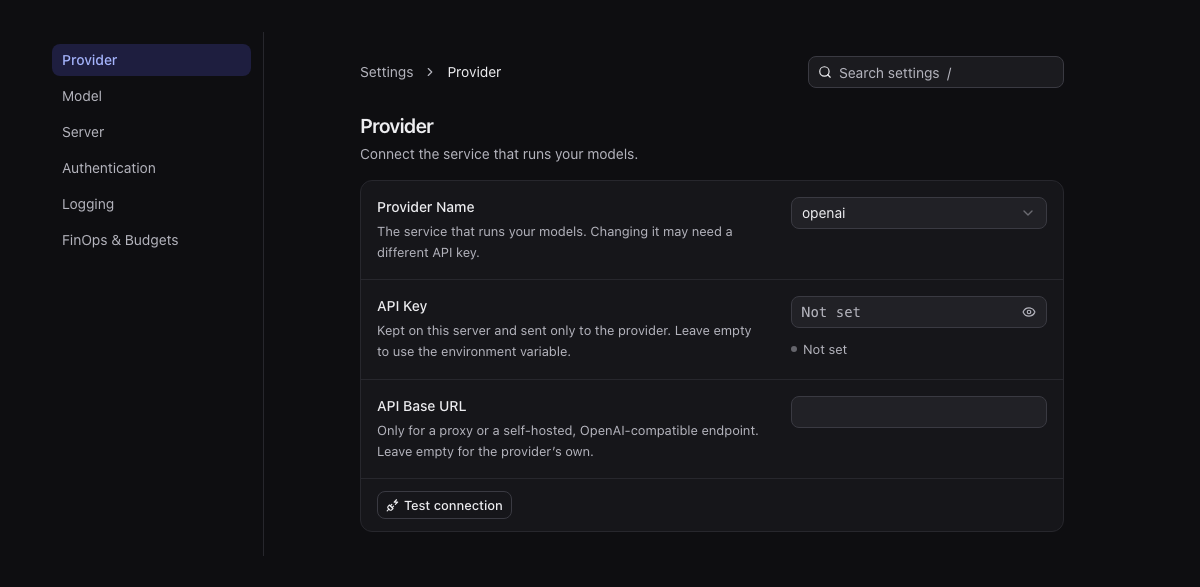 Provider
Model
Server
Authentication
Logging
FinOps & Budgets
Settings > Provider
Search settings /
Provider
Connect the service that runs your models.
Provider Name
The service that runs your models. Changing it may need a
different API key.
openai
API Key
Kept on this server and sent only to the provider. Leave empty
to use the environment variable.
Not set
Not set
API Base URL
Only for a proxy or a self-hosted, OpenAI-compatible endpoint.
Leave empty for the provider's own.
Test connection